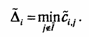 Δ̃ᵢ = min_{j∉J} c̃_{i,j}.